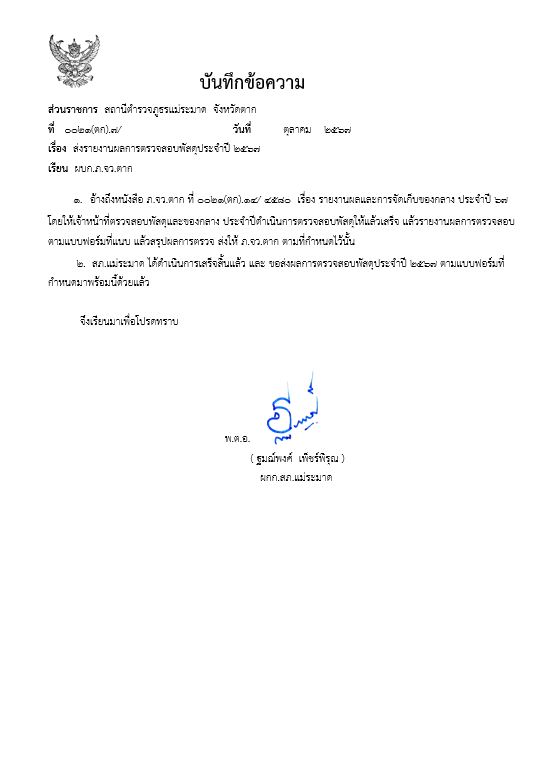 บันทึกข้อความ
ส่วนราชการ สถานีตำรวจภูธรแม่ระมาด จังหวัดตาก
ที่ ๐๐๒๑(ตก).๗/ วันที่ ตุลาคม ๒๕๖๗
เรื่อง ส่งรายงานผลการตรวจสอบพัสดุประจำปี ๒๕๖๗
เรียน ผบก.ภ.จว.ตาก
๑. อ้างถึงหนังสือ ภ.จว.ตาก ที่ ๐๐๒๑(ตก).๑๔/ ๔๕๘๐ เรื่อง รายงานผลและการจัดเก็บของกลาง ประจำปี ๖๗
โดยให้เจ้าหน้าที่ตรวจสอบพัสดุและของกลาง ประจำปีดำเนินการตรวจสอบพัสดุให้แล้วเสร็จ แล้วรายงานผลการตรวจสอบ
ตามแบบฟอร์มที่แนบ แล้วสรุปผลการตรวจ ส่งให้ ภ.จว.ตาก ตามที่กำหนดไว้นั้น
๒. สภ.แม่ระมาด ได้ดำเนินการเสร็จสิ้นแล้ว และ ขอส่งผลการตรวจสอบพัสดุประจำปี ๒๕๖๗ ตามแบบฟอร์มที่
กำหนดมาพร้อมนี้ด้วยแล้ว
จึงเรียนมาเพื่อโปรดทราบ
พ.ต.อ.
( ฐมณ์พงศ์ เพ็ชร์พิรุณ )
ผกก.สภ.แม่ระมาด